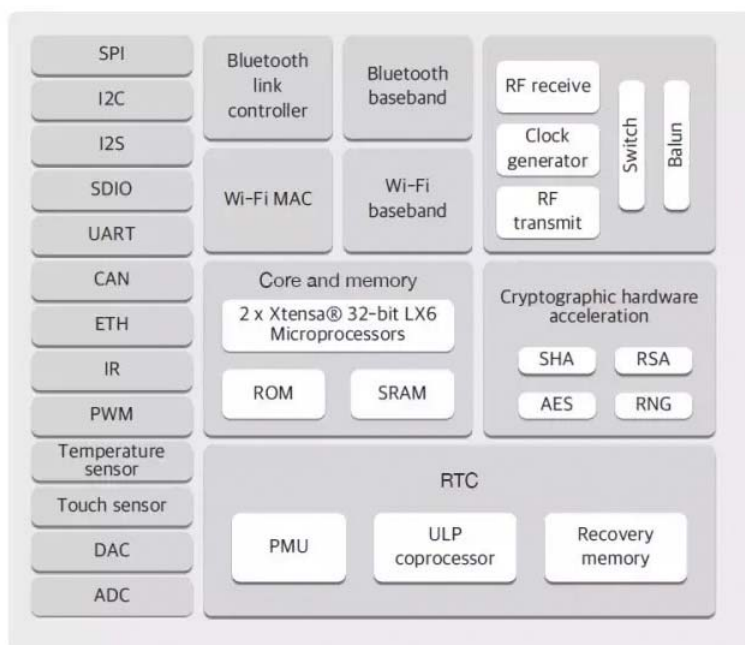 SPI
I2C
I2S
SDIO
UART
CAN
ETH
IR
PWM
Temperature
sensor
Touch sensor
DAC
ADC
Bluetooth
link
controller
Bluetooth
baseband
Wi-Fi MAC
Wi-Fi
baseband
RF receive
Clock
generator
RF
transmit
Switch
Balun
Core and memory
2 x Xtensa® 32-bit LX6
Microprocessors
ROM
SRAM
Cryptographic hardware
acceleration
SHA
RSA
AES
RNG
RTC
PMU
ULP
coprocessor
Recovery
memory